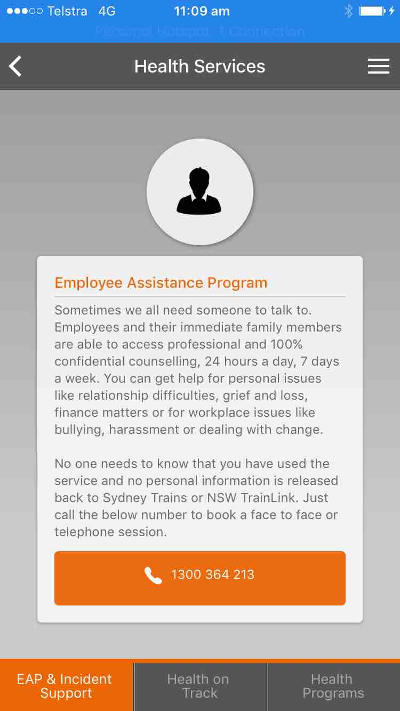 Telstra 4G 11:09 am
Personal Hotspot: 1 Connection
Health Services
Employee Assistance Program
Sometimes we all need someone to talk to.
Employees and their immediate family members
are able to access professional and 100%
confidential counselling, 24 hours a day, 7 days
a week. You can get help for personal issues
like relationship difficulties, grief and loss,
finance matters or for workplace issues like
bullying, harassment or dealing with change.
No one needs to know that you have used the
service and no personal information is released
back to Sydney Trains or NSW TrainLink. Just
call the below number to book a face to face or
telephone session.
1300 364 213
EAP & Incident
Support
Health on
Track
Health
Programs